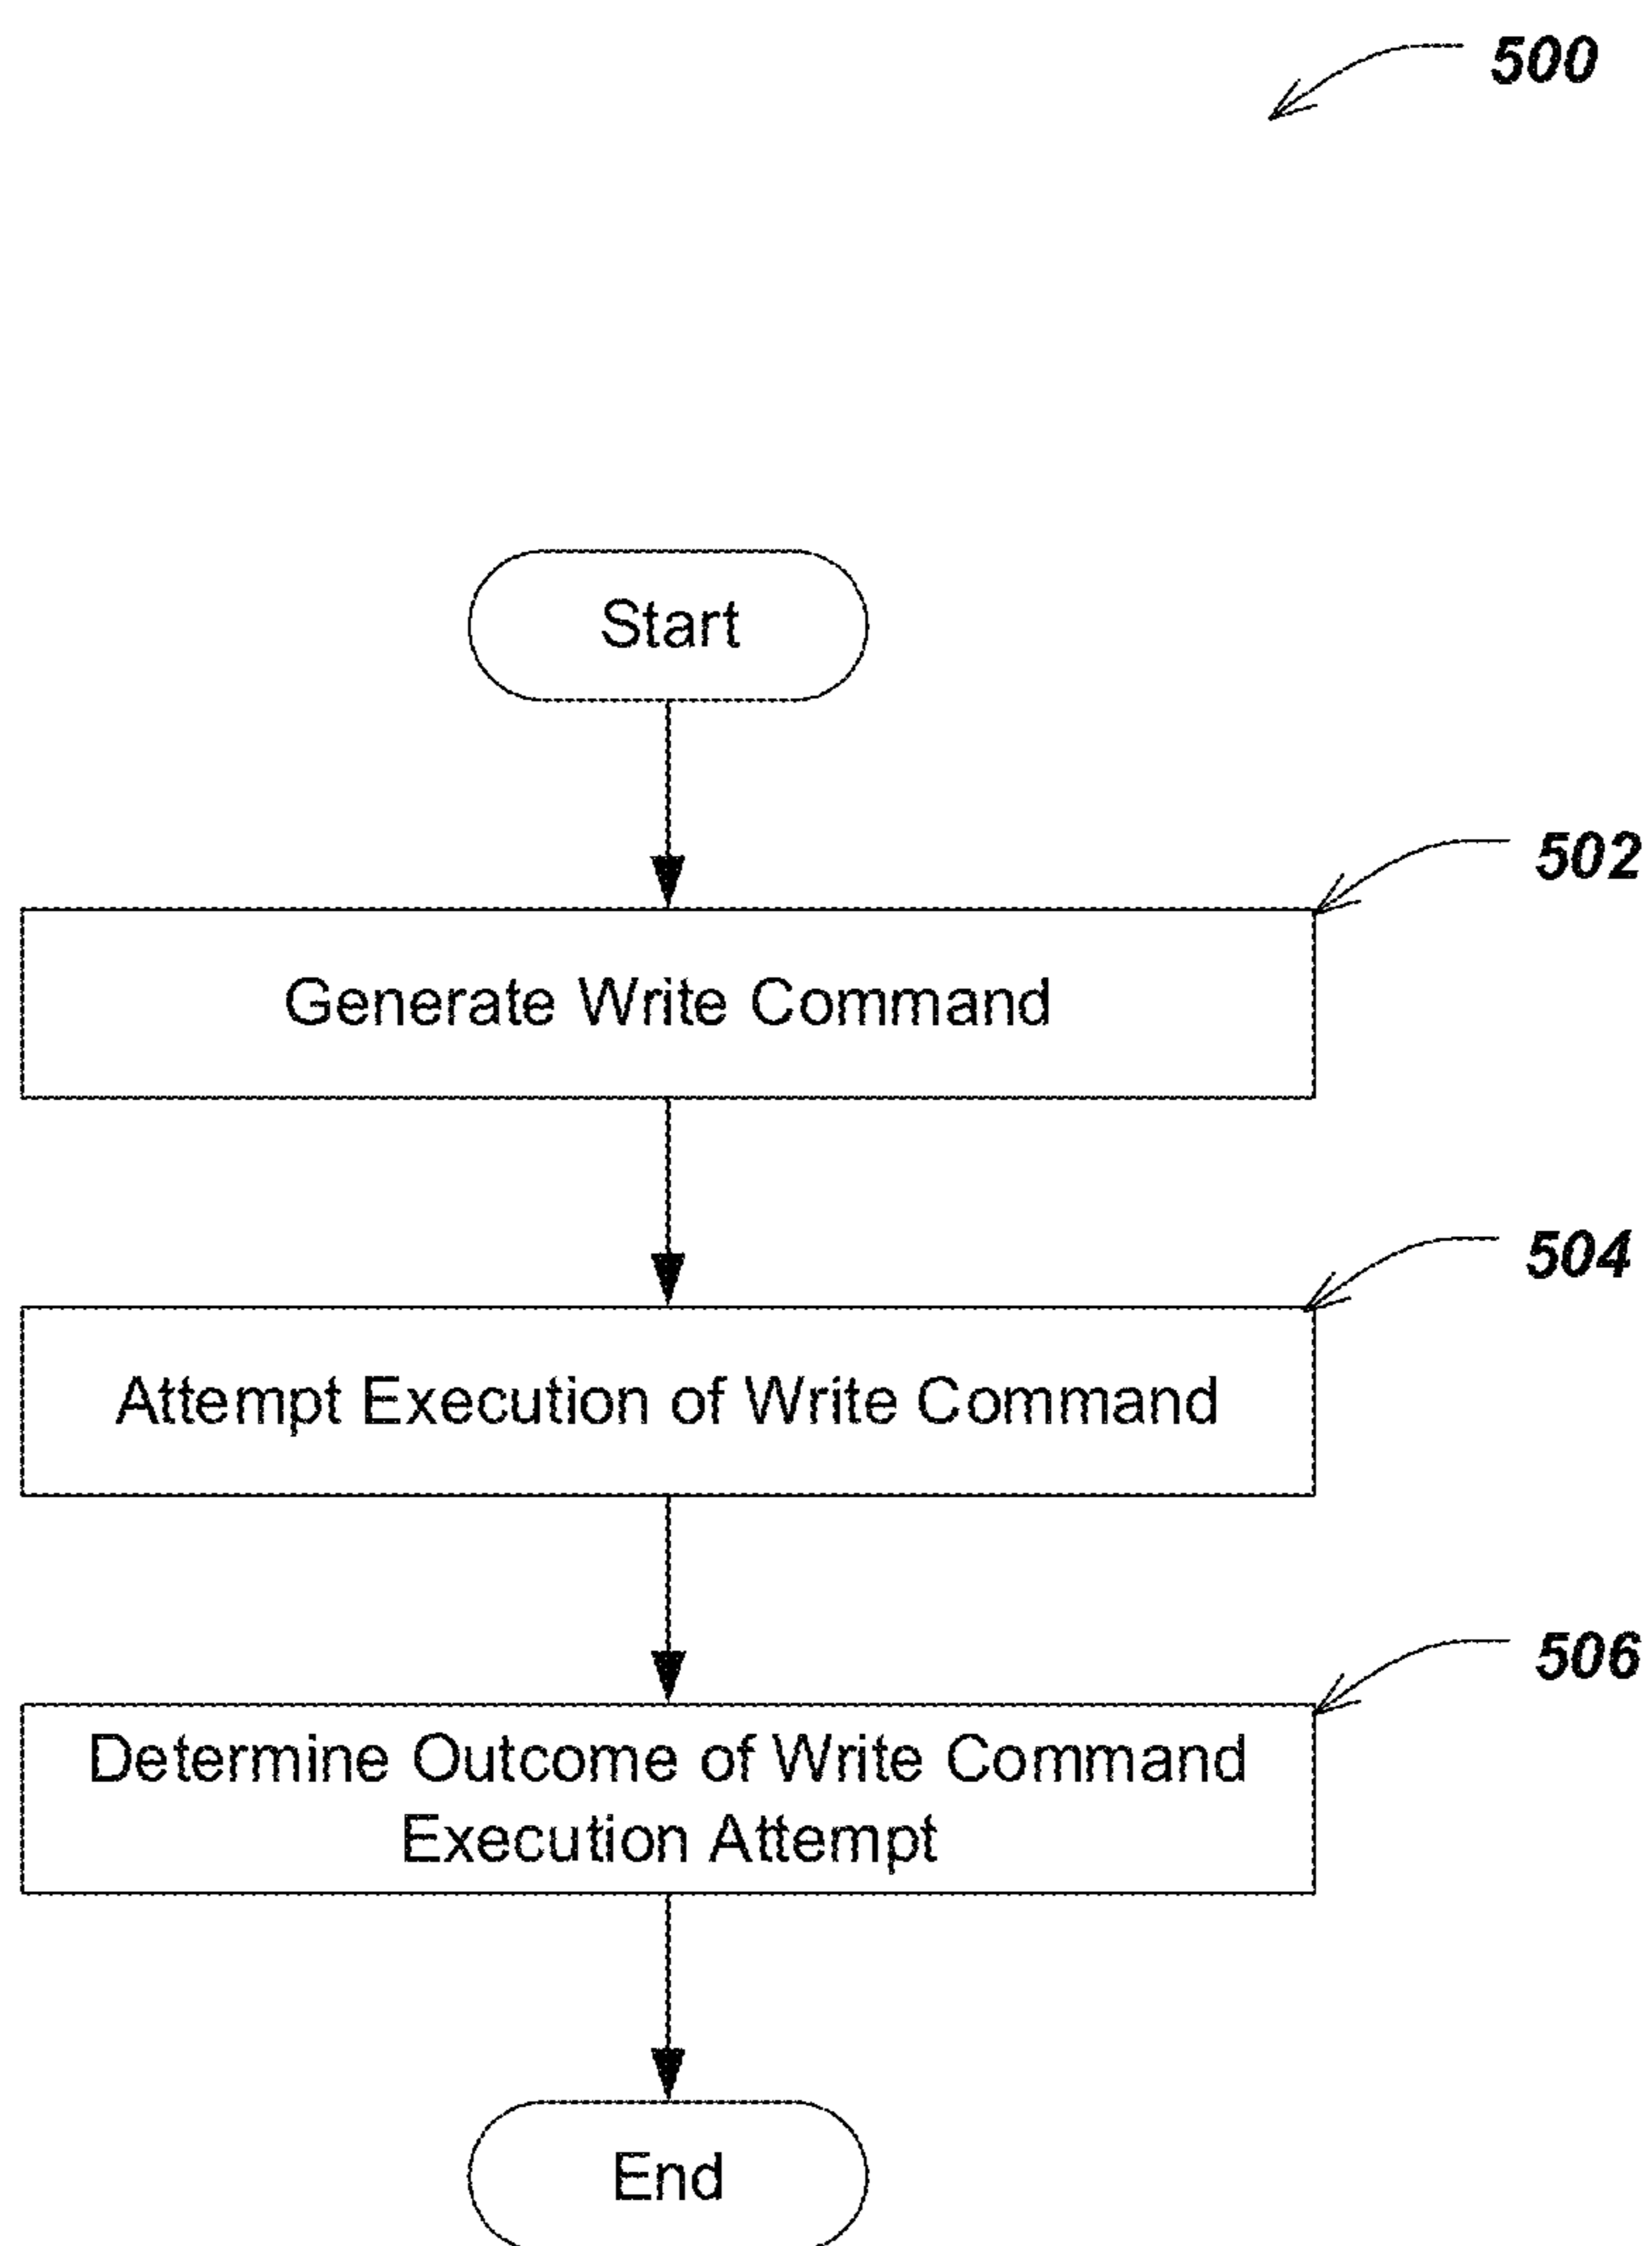 500
Start
502
Generate Write Command
504
Attempt Execution of Write Command
506
Determine Outcome of Write Command
Execution Attempt
End